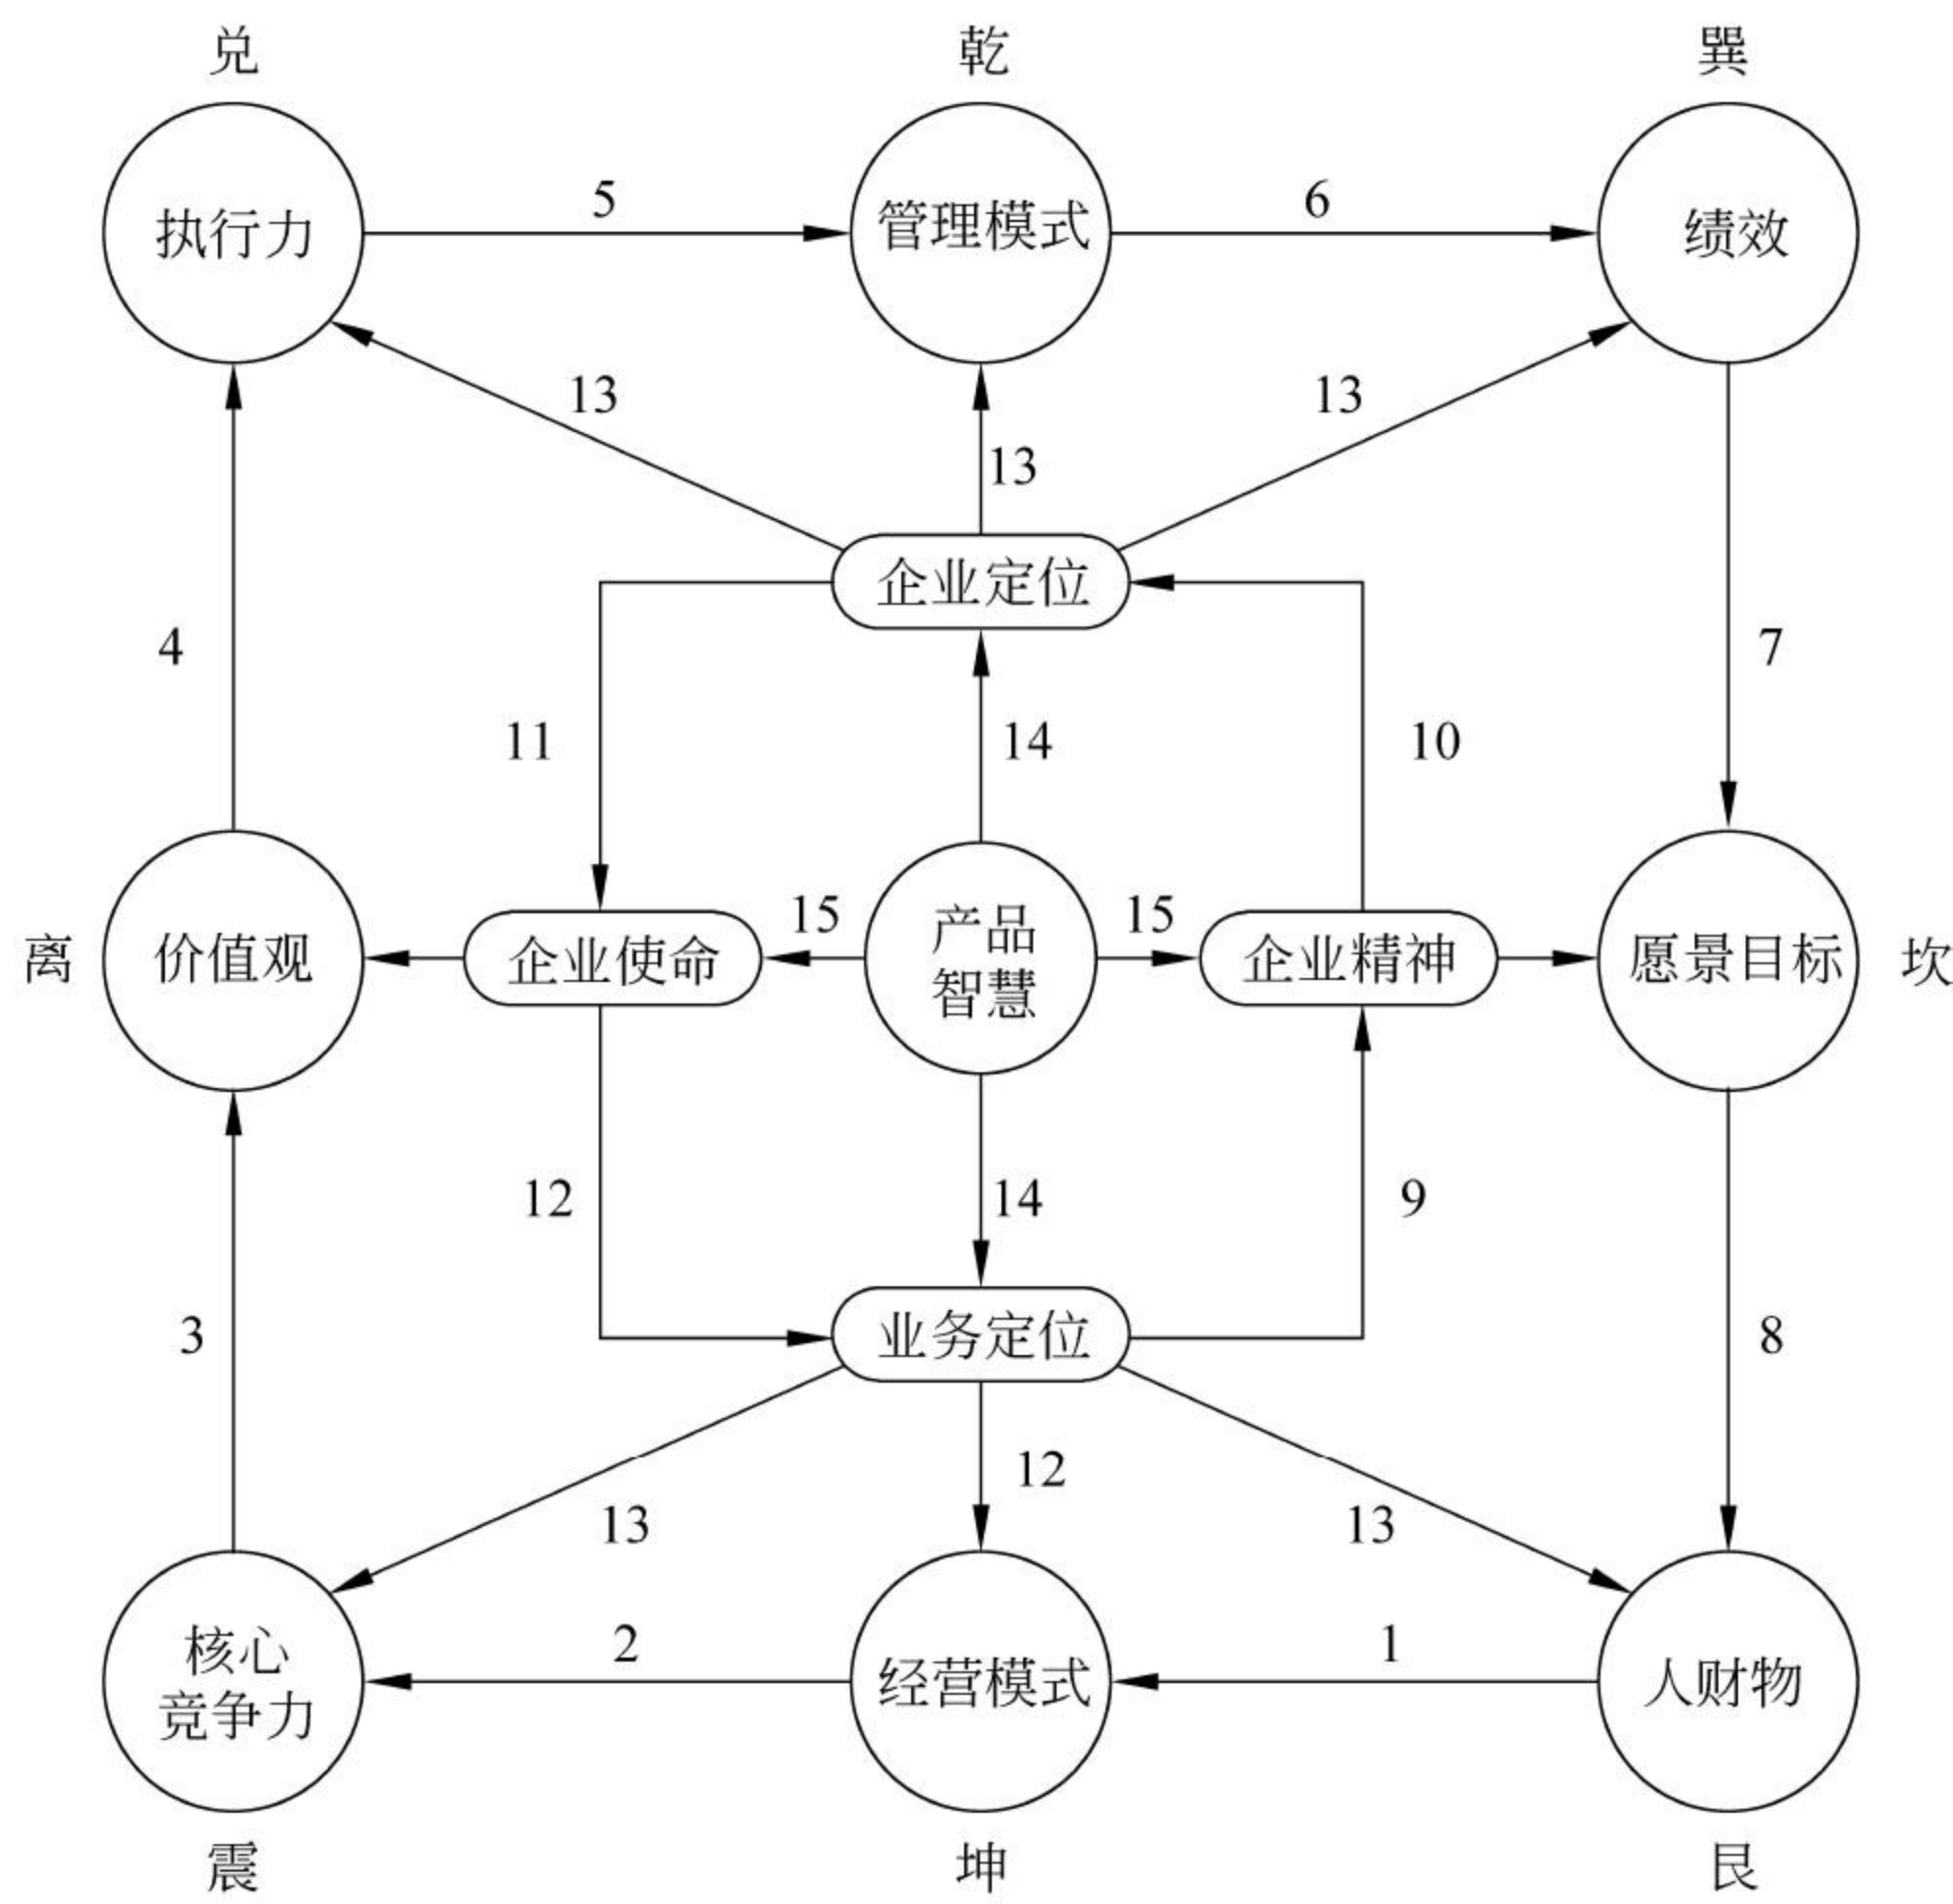 兑 乾 巽
执行力 5 管理模式 6 绩效
13 13
13
企业定位
4 7
11 14 10
15 15
离 价值观 企业使命 产品 企业精神 愿景目标 坎
智慧
12 14 9
业务定位
3 8
12
13 13
核心 2 1
竞争力 经营模式 人财物
震 坤 艮